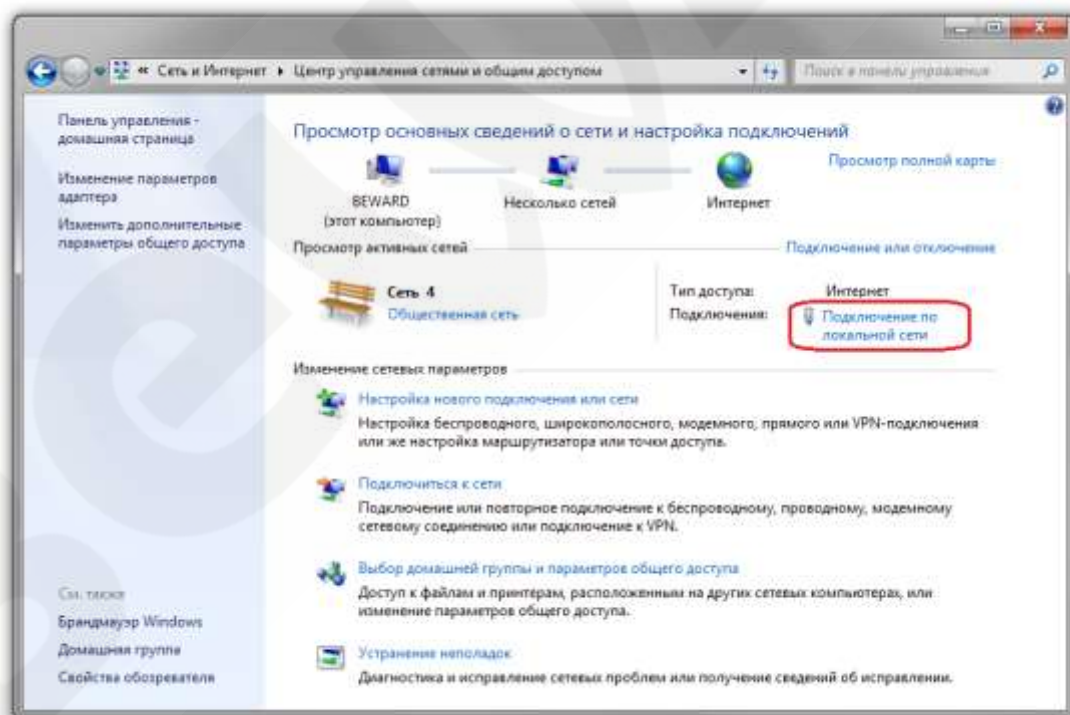 « Сеть и Интернет ▸ Центр управления сетями и общим доступом
Поиск в панели управления
Панель управления -
домашняя страница
Изменение параметров
адаптера
Изменить дополнительные
параметры общего доступа
Просмотр основных сведений о сети и настройка подключений
Просмотр полной карты
BEWARD
(этот компьютер)
Несколько сетей
Интернет
Просмотр активных сетей
Подключение или отключение
Сеть 4
Общественная сеть
Тип доступа: Интернет
Подключения: Подключение по
локальной сети
Изменение сетевых параметров
Настройка нового подключения или сети
Настройка беспроводного, широкополосного, модемного, прямого или VPN-подключения
или же настройка маршрутизатора или точки доступа.
Подключиться к сети
Подключение или повторное подключение к беспроводному, проводному, модемному
сетевому соединению или подключение к VPN.
Выбор домашней группы и параметров общего доступа
Доступ к файлам и принтерам, расположенным на других сетевых компьютерах, или
изменение параметров общего доступа.
Устранение неполадок
Диагностика и исправление сетевых проблем или получение сведений об исправлении.
См. также
Брандмауэр Windows
Домашняя группа
Свойства обозревателя